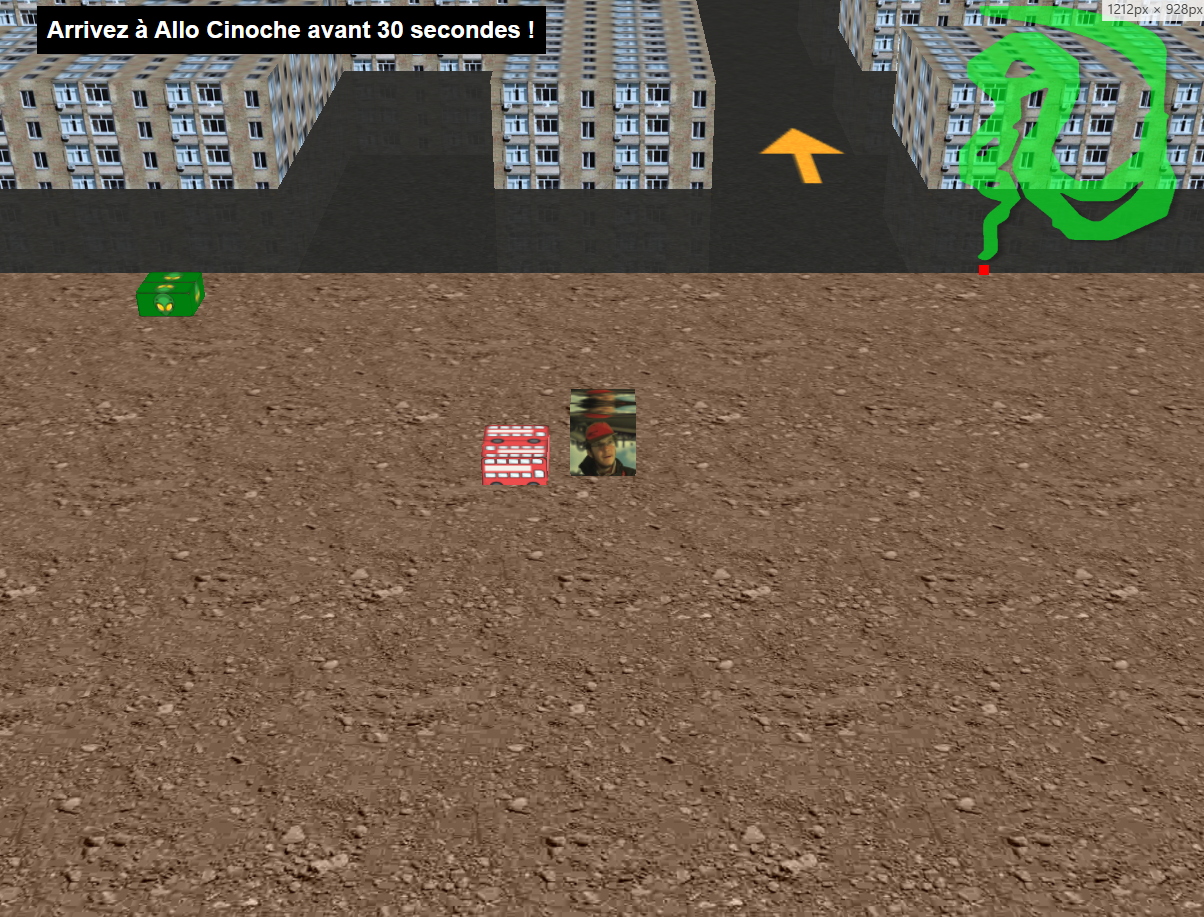 Arrivez à Allo Cinoche avant 30 secondes !
1212px × 928px